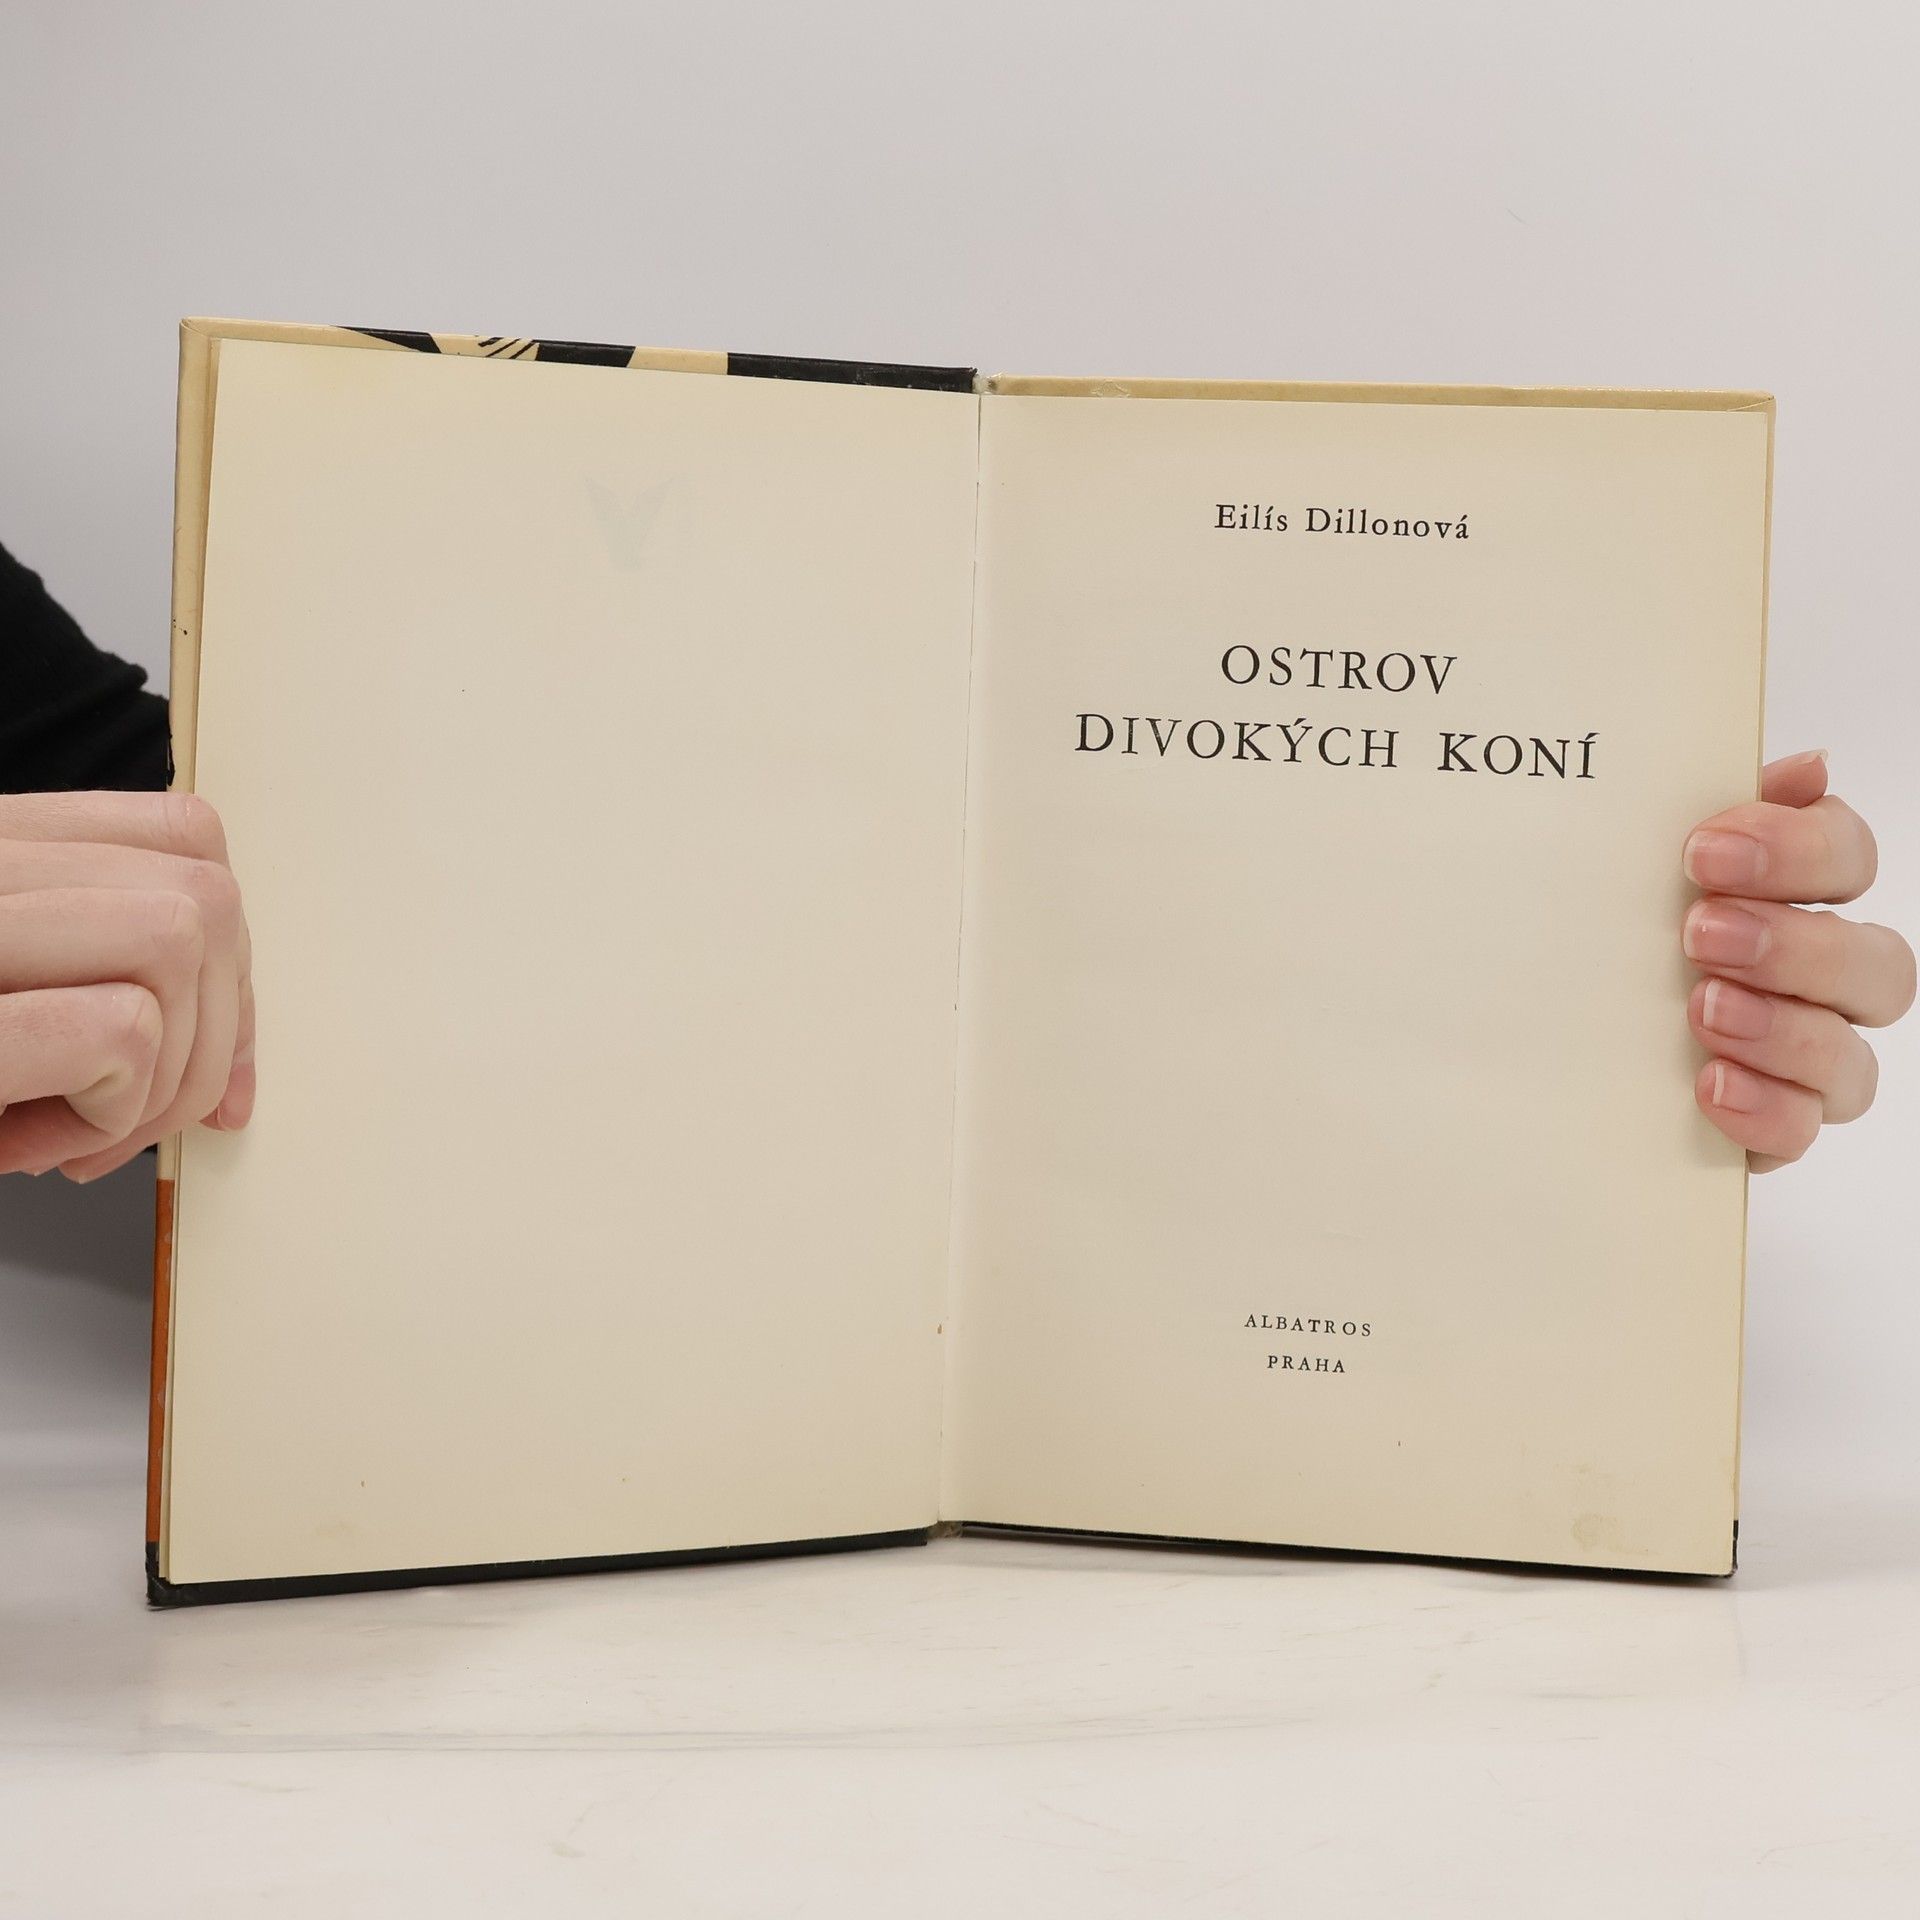 Eilís Dillonová
OSTROV
DIVOKÝCH KONÍ
ALBATROS
PRAHA